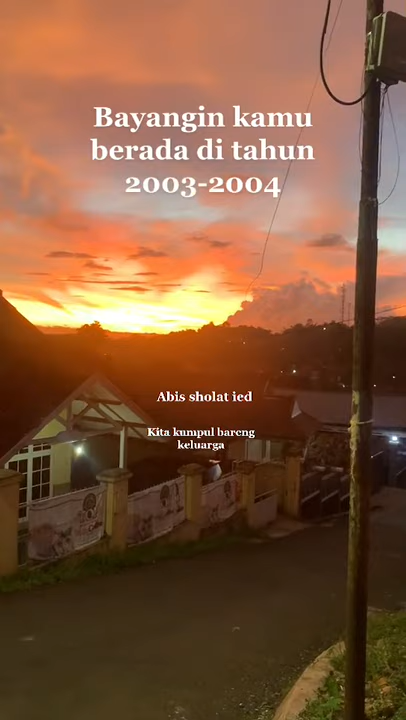 Bayangin kamu
berada di tahun
2003-2004
Abis sholat ied
Kita kumpul bareng
keluarga